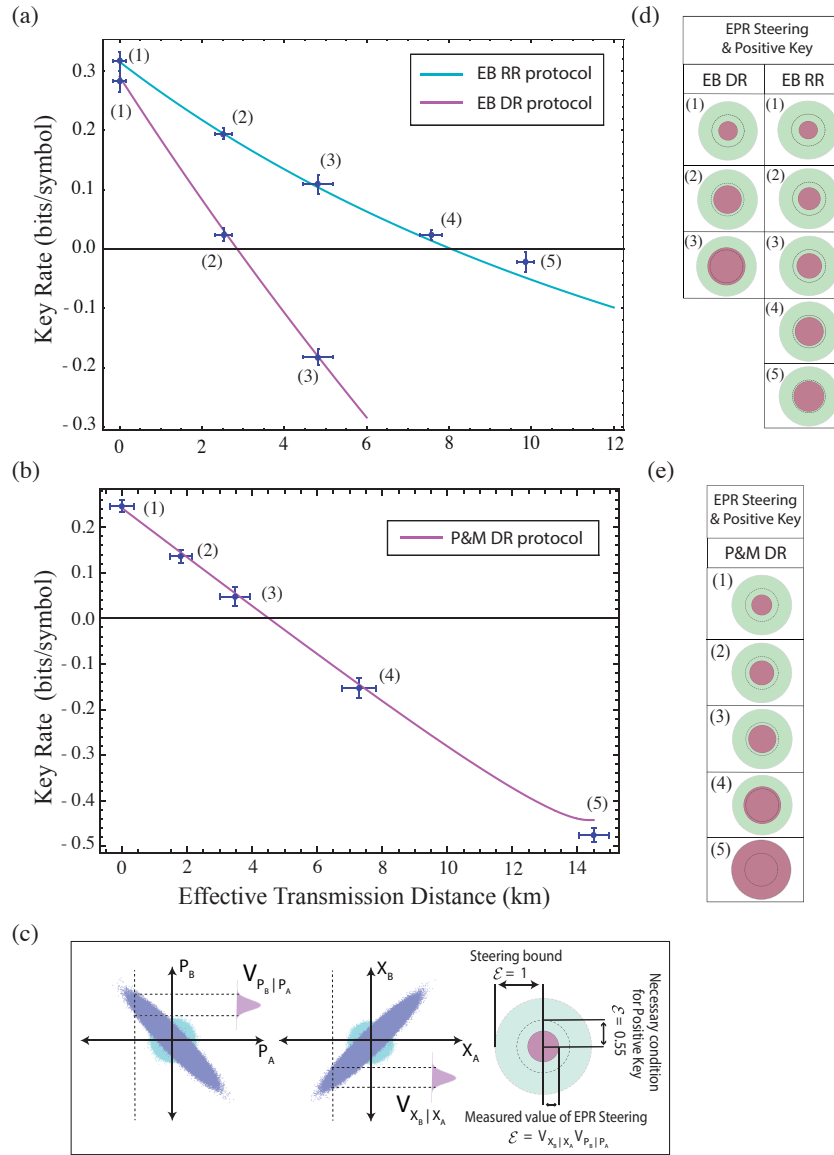 (a)
Key Rate (bits/symbol)
0.3
0.2
0.1
0.0
- 0.1
- 0.2
- 0.3
0
2
4
6
8
10
12
EB RR protocol
EB DR protocol
(1)
(1)
(2)
(2)
(3)
(3)
(4)
(5)
(b)
Key Rate (bits/symbol)
0.2
0.1
0.0
- 0.1
- 0.2
- 0.3
- 0.4
- 0.5
0
2
4
6
8
10
12
14
P&M DR protocol
(1)
(2)
(3)
(4)
(5)
Effective Transmission Distance (km)
(c)
P_B
V_{P_B|P_A}
P_A
X_B
X_A
V_{X_B|X_A}
Steering bound
ℰ = 1
Necessary condition
for Positive Key
ℰ = 0.55
Measured value of EPR Steering
ℰ = V_{X_B|X_A} V_{P_B|P_A}
(d)
EPR Steering
& Positive Key
EB DR
EB RR
(1)
(1)
(2)
(2)
(3)
(3)
(4)
(5)
(e)
EPR Steering
& Positive Key
P&M DR
(1)
(2)
(3)
(4)
(5)